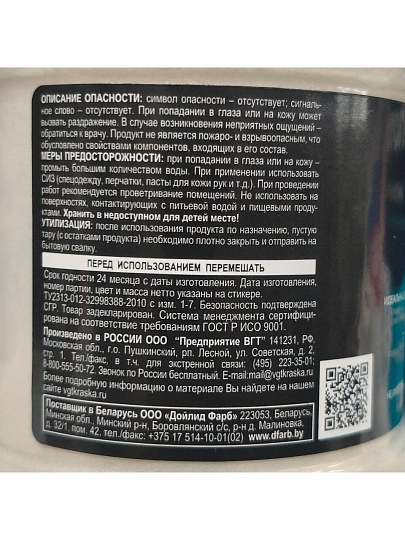 ОПИСАНИЕ ОПАСНОСТИ: символ опасности – отсутствует; сигналь-
ное слово – отсутствует. При попадании в глаза или на кожу может
вызвать раздражение. В случае возникновения неприятных ощущений –
обратиться к врачу. Продукт не является пожаро- и взрывоопасным, что
обусловлено свойствами компонентов, входящих в его состав.
МЕРЫ ПРЕДОСТОРОЖНОСТИ: при попадании в глаза или на кожу –
промыть большим количеством воды. При применении использовать
СИЗ (спецодежду, перчатки, пасты для кожи рук и т.д.). При проведении
работ рекомендуется проветривание помещений. Не использовать на
поверхностях, контактирующих с питьевой водой и пищевыми продук-
тами. Хранить в недоступном для детей месте!
УТИЛИЗАЦИЯ: после использования продукта по назначению, пустую
тару (с остатками продукта) необходимо плотно закрыть и отправить на
бытовую свалку.
ПЕРЕД ИСПОЛЬЗОВАНИЕМ ПЕРЕМЕШАТЬ
Срок годности 24 месяца с даты изготовления. Дата изготовления,
номер партии, цвет и масса нетто указаны на стикере.
ТУ2313-012-32998388-2010 с изм. 1-7. Безопасность подтверждена
СГР. Товар задекларирован. Система менеджмента сертифици-
рована на соответствие требованиям ГОСТ Р ИСО 9001.
Произведено в РОССИИ ООО "Предприятие ВГТ" 141231, РФ,
Московская обл., г.о. Пушкинский, рп. Лесной, ул. Советская, д. 2,
стр. 1. Тел./факс, в т.ч. для экстренной связи: (495) 223-35-01;
8-800-555-50-72. Звонок по России бесплатный. E-mail:mail@vgtkraska.ru
Более подробную информацию о материале Вы найдете на нашем
сайте vgtkraska.ru
Поставщик в Беларусь ООО «Дойлид Фарб» 223053, Беларусь,
Минская обл., Минский р-н, Боровлянский с/с, р-н д. Малиновка,
д. 32/1, пом. 42, тел./факс: +375 17 514-10-01(02) www.dfarb.by